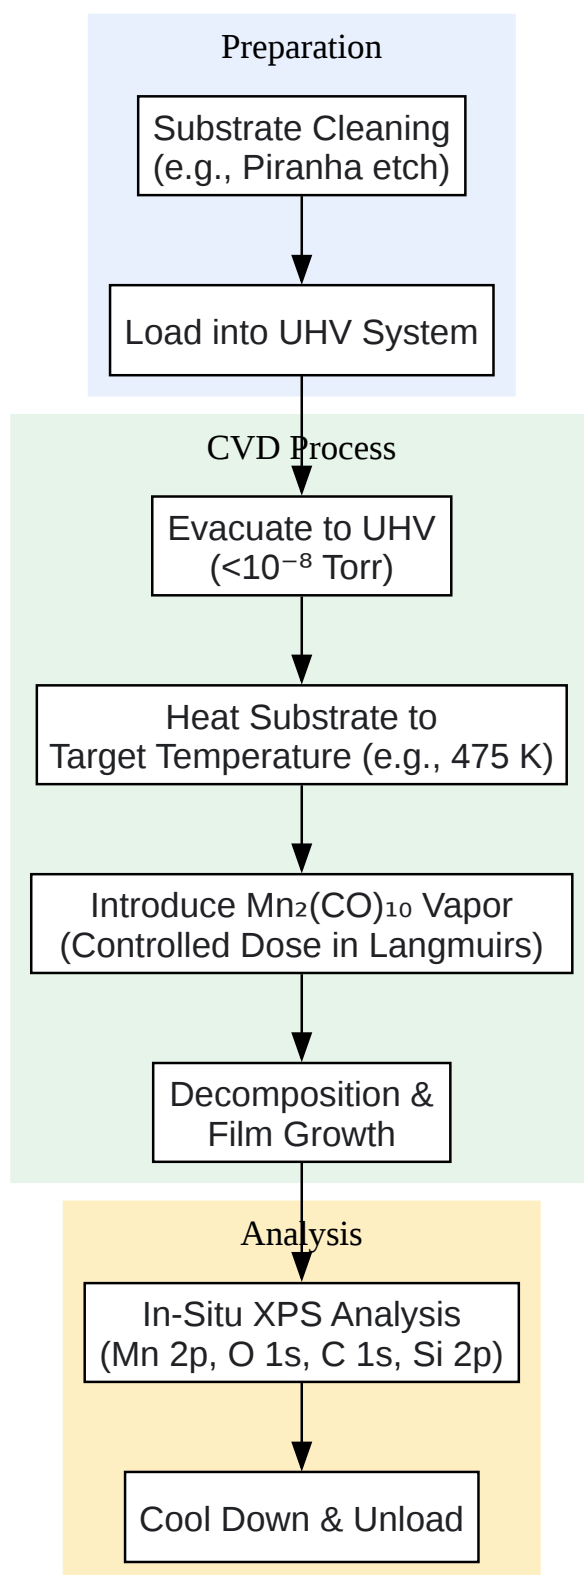 Preparation
Substrate Cleaning
(e.g., Piranha etch)
Load into UHV System
CVD Process
Evacuate to UHV
(<10⁻⁸ Torr)
Heat Substrate to
Target Temperature (e.g., 475 K)
Introduce Mn₂(CO)₁₀ Vapor
(Controlled Dose in Langmuirs)
Decomposition &
Film Growth
Analysis
In-Situ XPS Analysis
(Mn 2p, O 1s, C 1s, Si 2p)
Cool Down & Unload